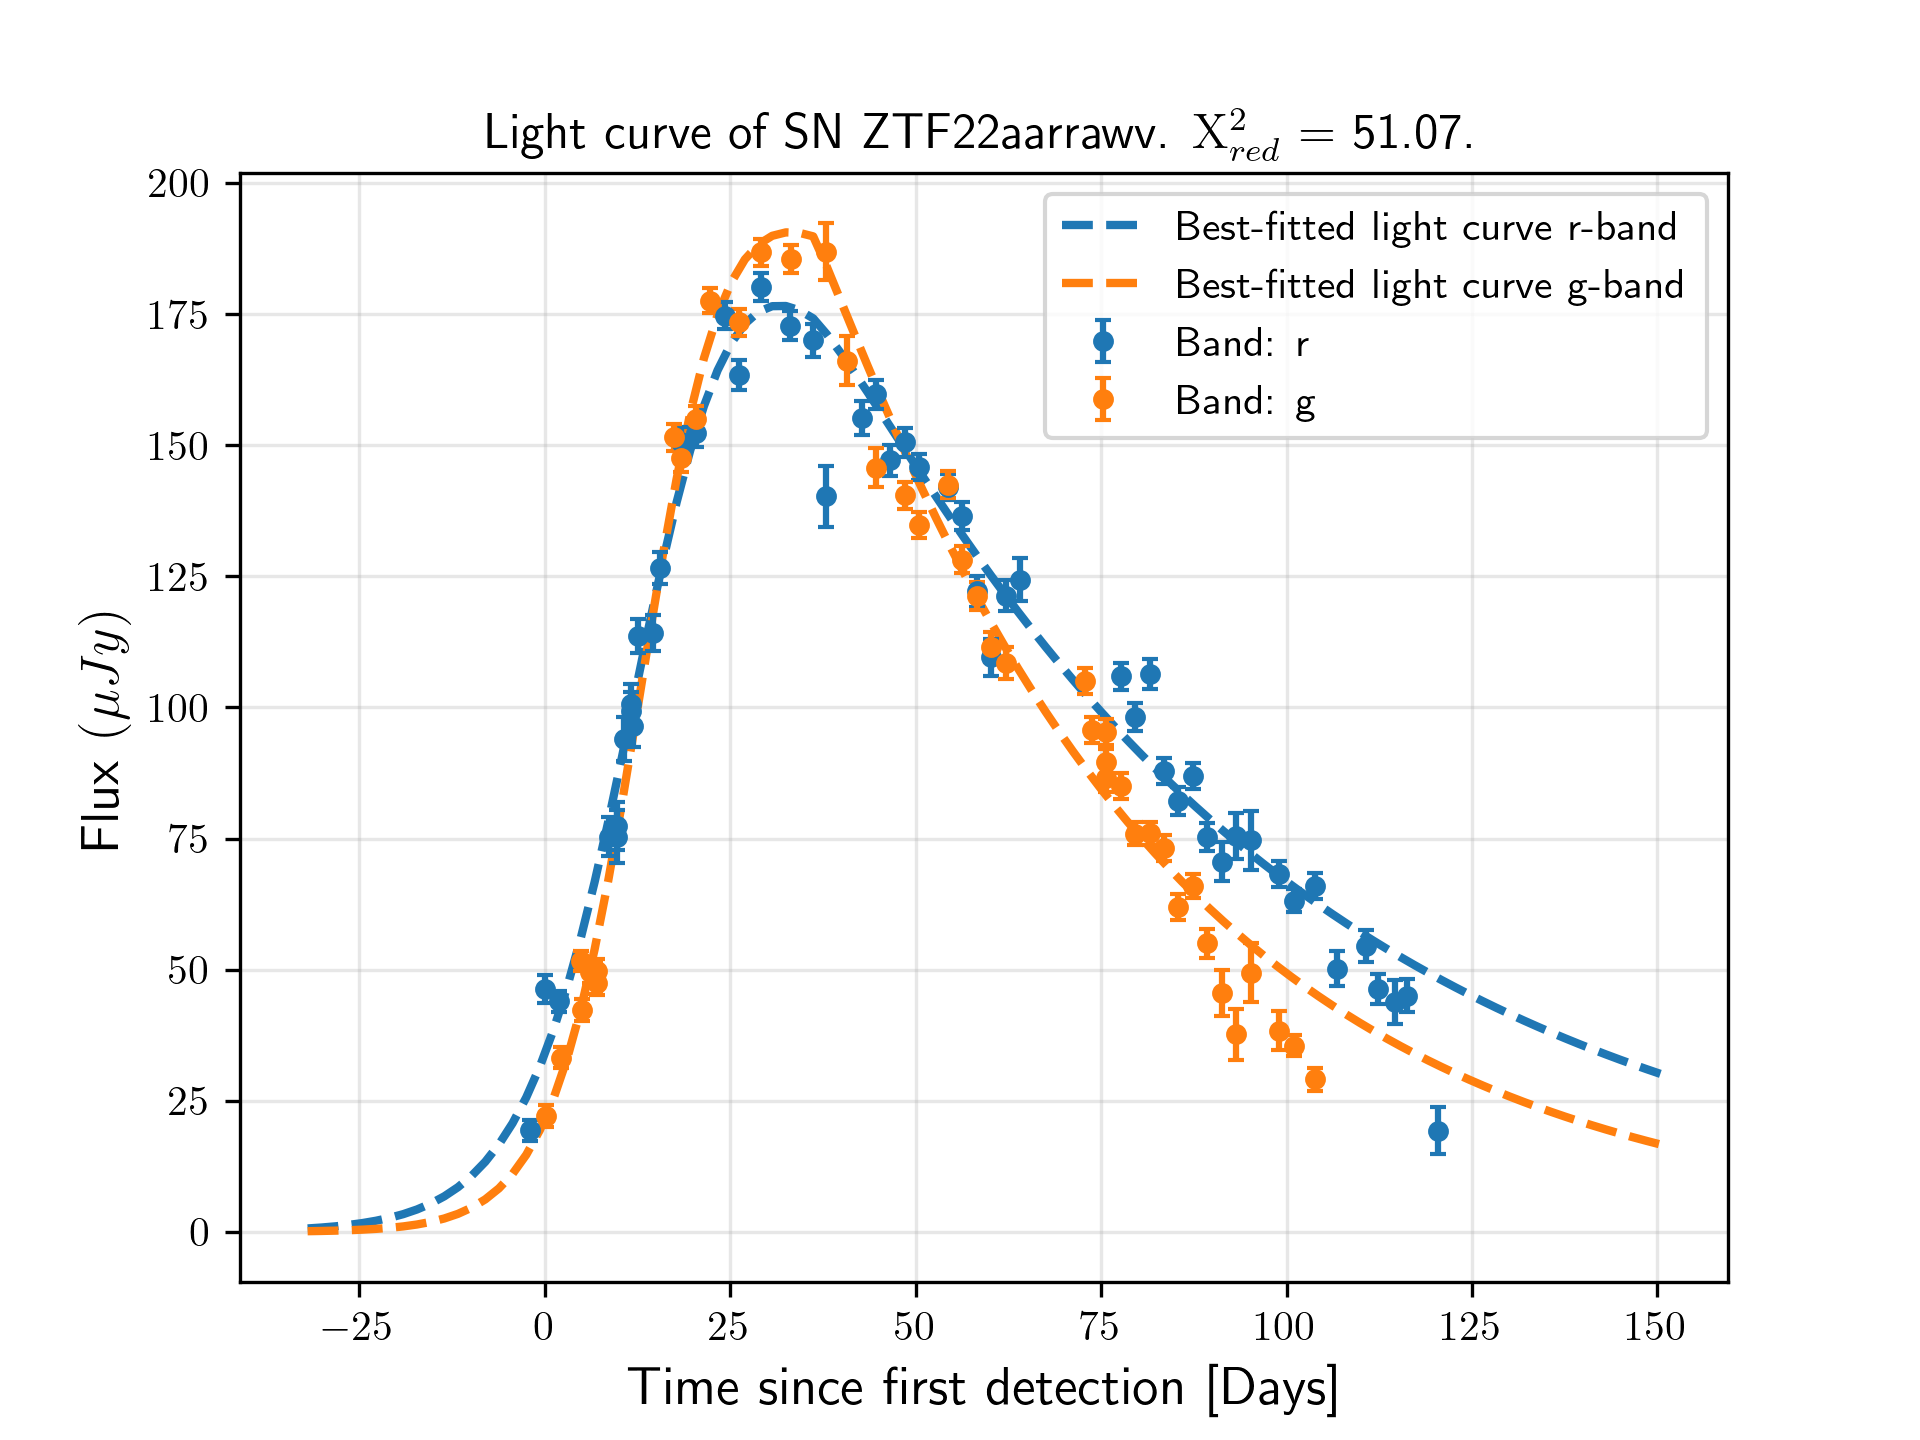 Light curve of SN ZTF22aarrawv. X²_red = 51.07.
200
175
150
125
100
75
50
25
0
Flux (μJy)
Best-fitted light curve r-band
Best-fitted light curve g-band
Band: r
Band: g
−25 0 25 50 75 100 125 150
Time since first detection [Days]